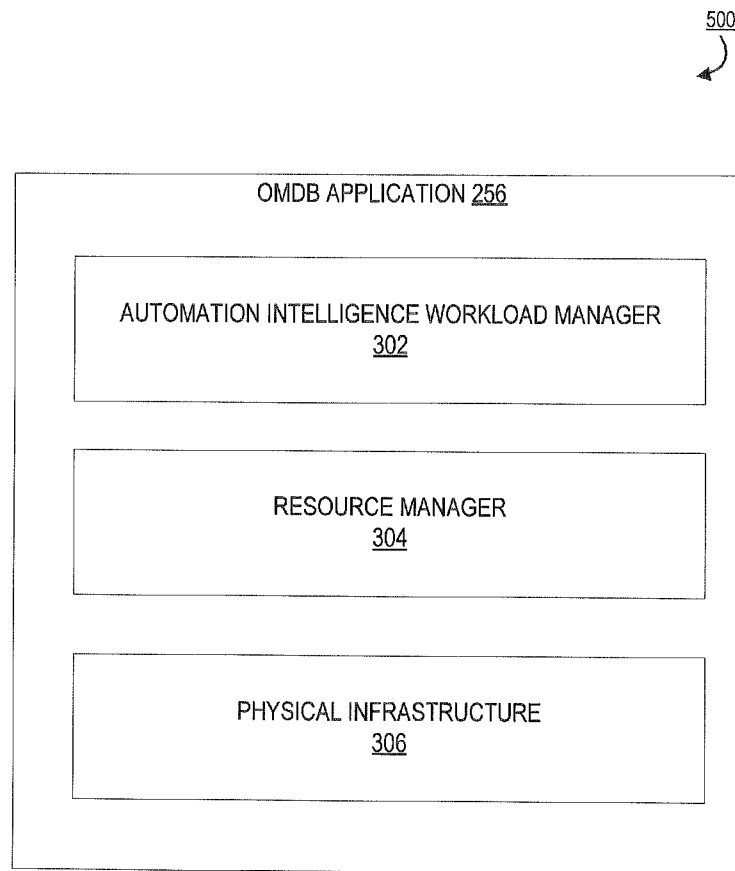 500
OMDB APPLICATION 256
AUTOMATION INTELLIGENCE WORKLOAD MANAGER
302
RESOURCE MANAGER
304
PHYSICAL INFRASTRUCTURE
306